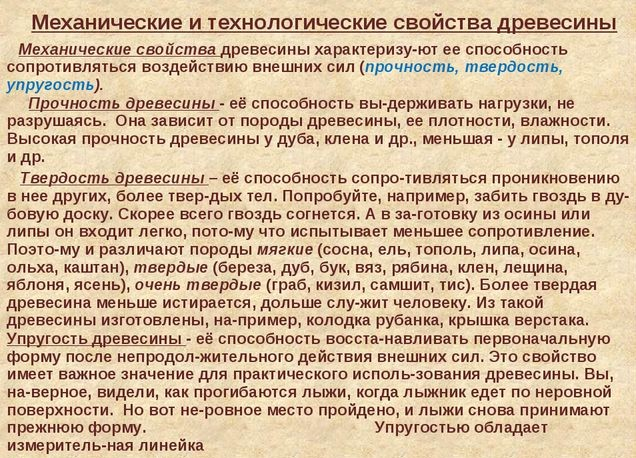 Механические и технологические свойства древесины
Механические свойства древесины характеризу-ют ее способность
сопротивляться воздействию внешних сил (прочность, твердость,
упругость).
Прочность древесины - её способность вы-держивать нагрузки, не
разрушаясь. Она зависит от породы древесины, ее плотности, влажности.
Высокая прочность древесины у дуба, клена и др., меньшая - у липы, тополя
и др.
Твердость древесины – её способность сопро-тивляться проникновению
в нее других, более твер-дых тел. Попробуйте, например, забить гвоздь в ду-
бовую доску. Скорее всего гвоздь согнется. А в за-готовку из осины или
липы он входит легко, пото-му что испытывает меньшее сопротивление.
Поэто-му и различают породы мягкие (сосна, ель, тополь, липа, осина,
ольха, каштан), твердые (береза, дуб, бук, вяз, рябина, клен, лещина,
яблоня, ясень), очень твердые (граб, кизил, самшит, тис). Более твердая
древесина меньше истирается, дольше слу-жит человеку. Из такой
древесины изготовлены, на-пример, колодка рубанка, крышка верстака.
Упругость древесины - её способность восста-навливать первоначальную
форму после непродол-жительного действия внешних сил. Это свойство
имеет важное значение для практического исполь-зования древесины. Вы,
на-верное, видели, как прогибаются лыжи, когда лыжник едет по неровной
поверхности. Но вот не-ровное место пройдено, и лыжи снова принимают
прежнюю форму. Упругостью обладает
измеритель-ная линейка